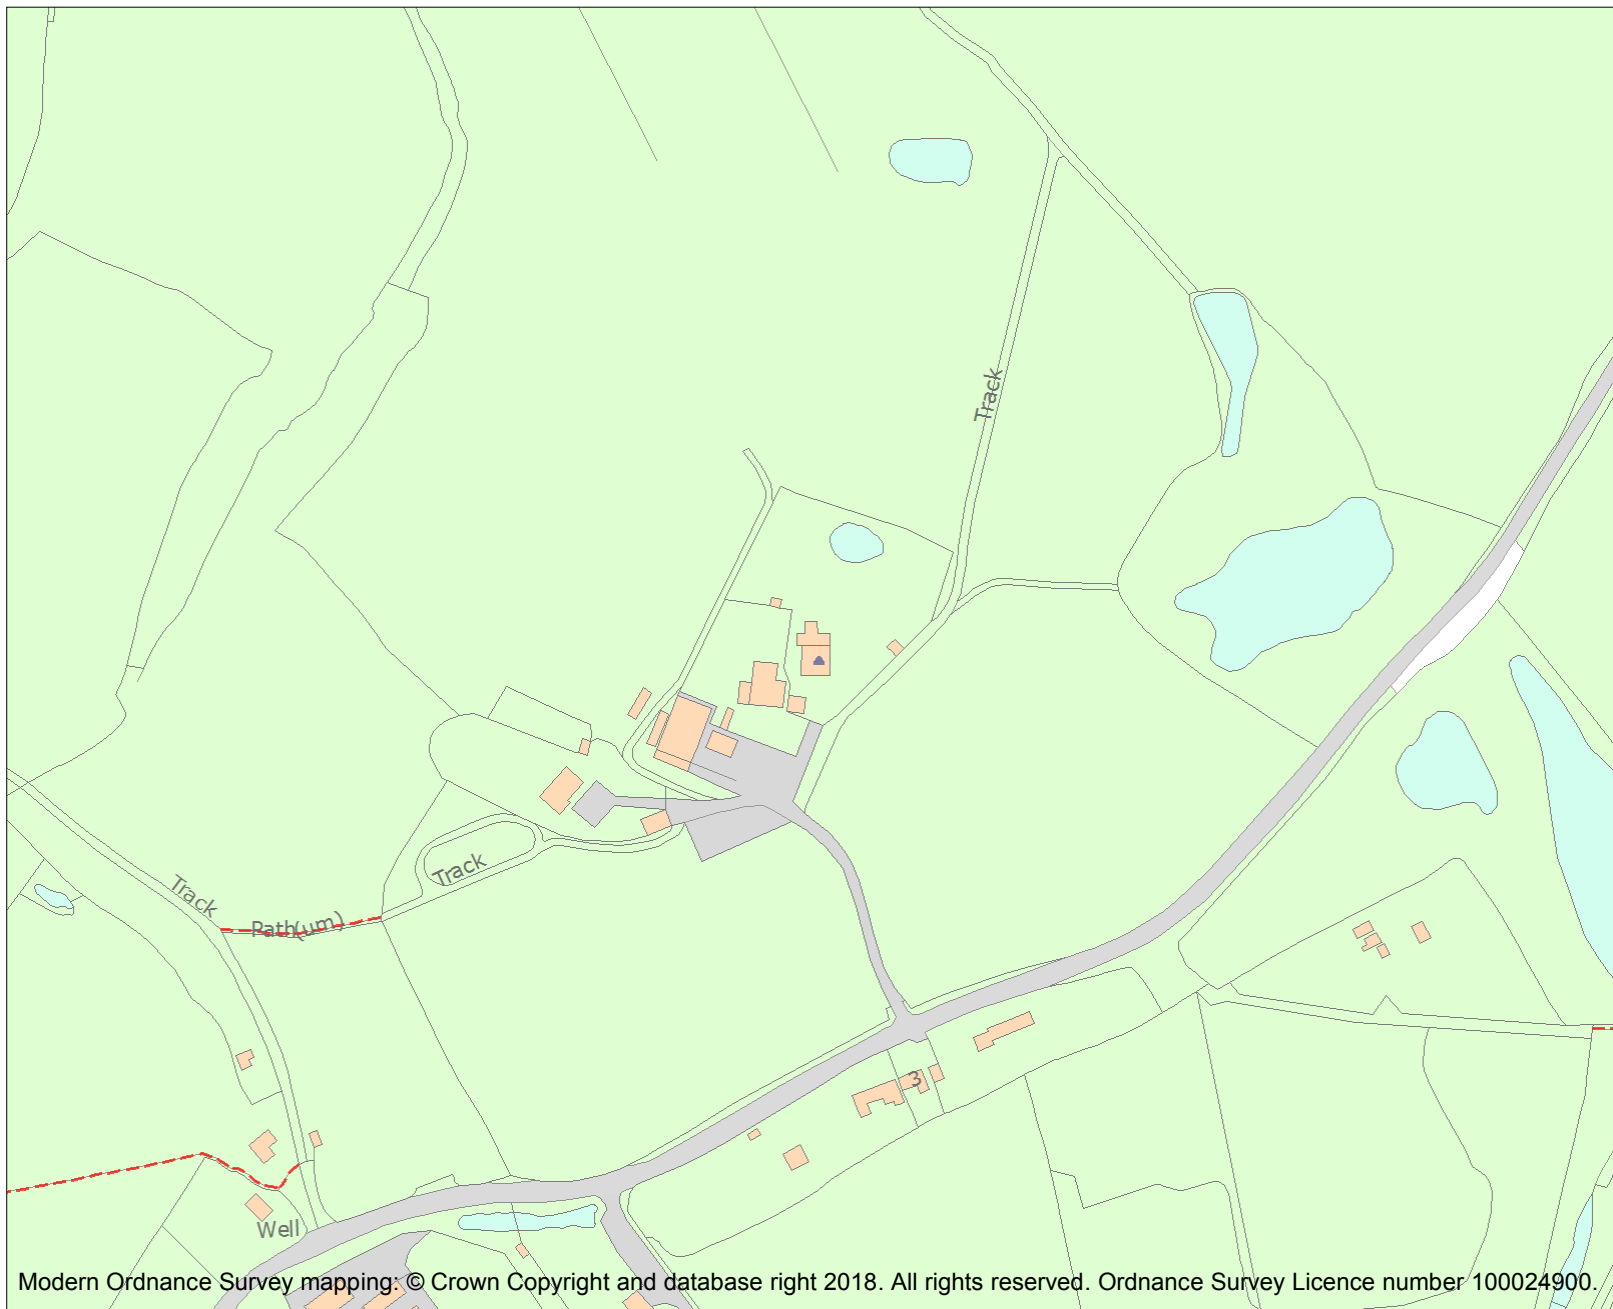 Track
Track
Track
Path(um)
3
Well
Modern Ordnance Survey mapping: © Crown Copyright and database right 2018. All rights reserved. Ordnance Survey Licence number 100024900.